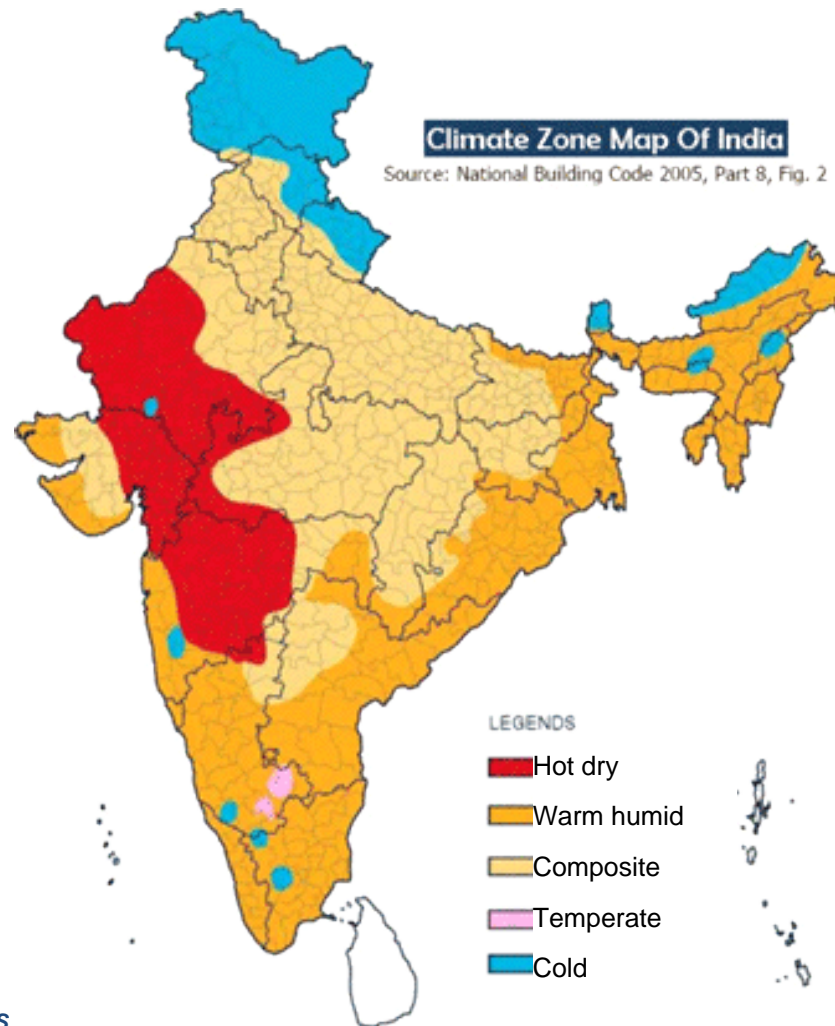 Climate Zone Map Of India
Source: National Building Code 2005, Part 8, Fig. 2
LEGENDS
Hot dry
Warm humid
Composite
Temperate
Cold
s